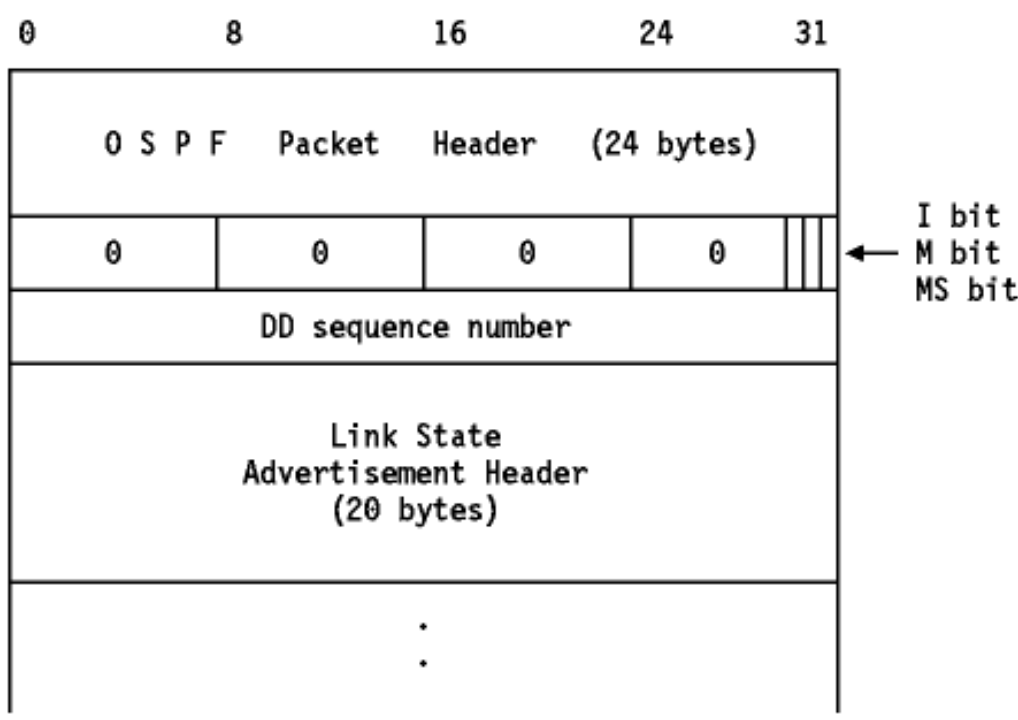 0 8 16 24 31
O S P F Packet Header (24 bytes)
0 0 0 0
I bit
M bit
MS bit
DD sequence number
Link State
Advertisement Header
(20 bytes)
.
.